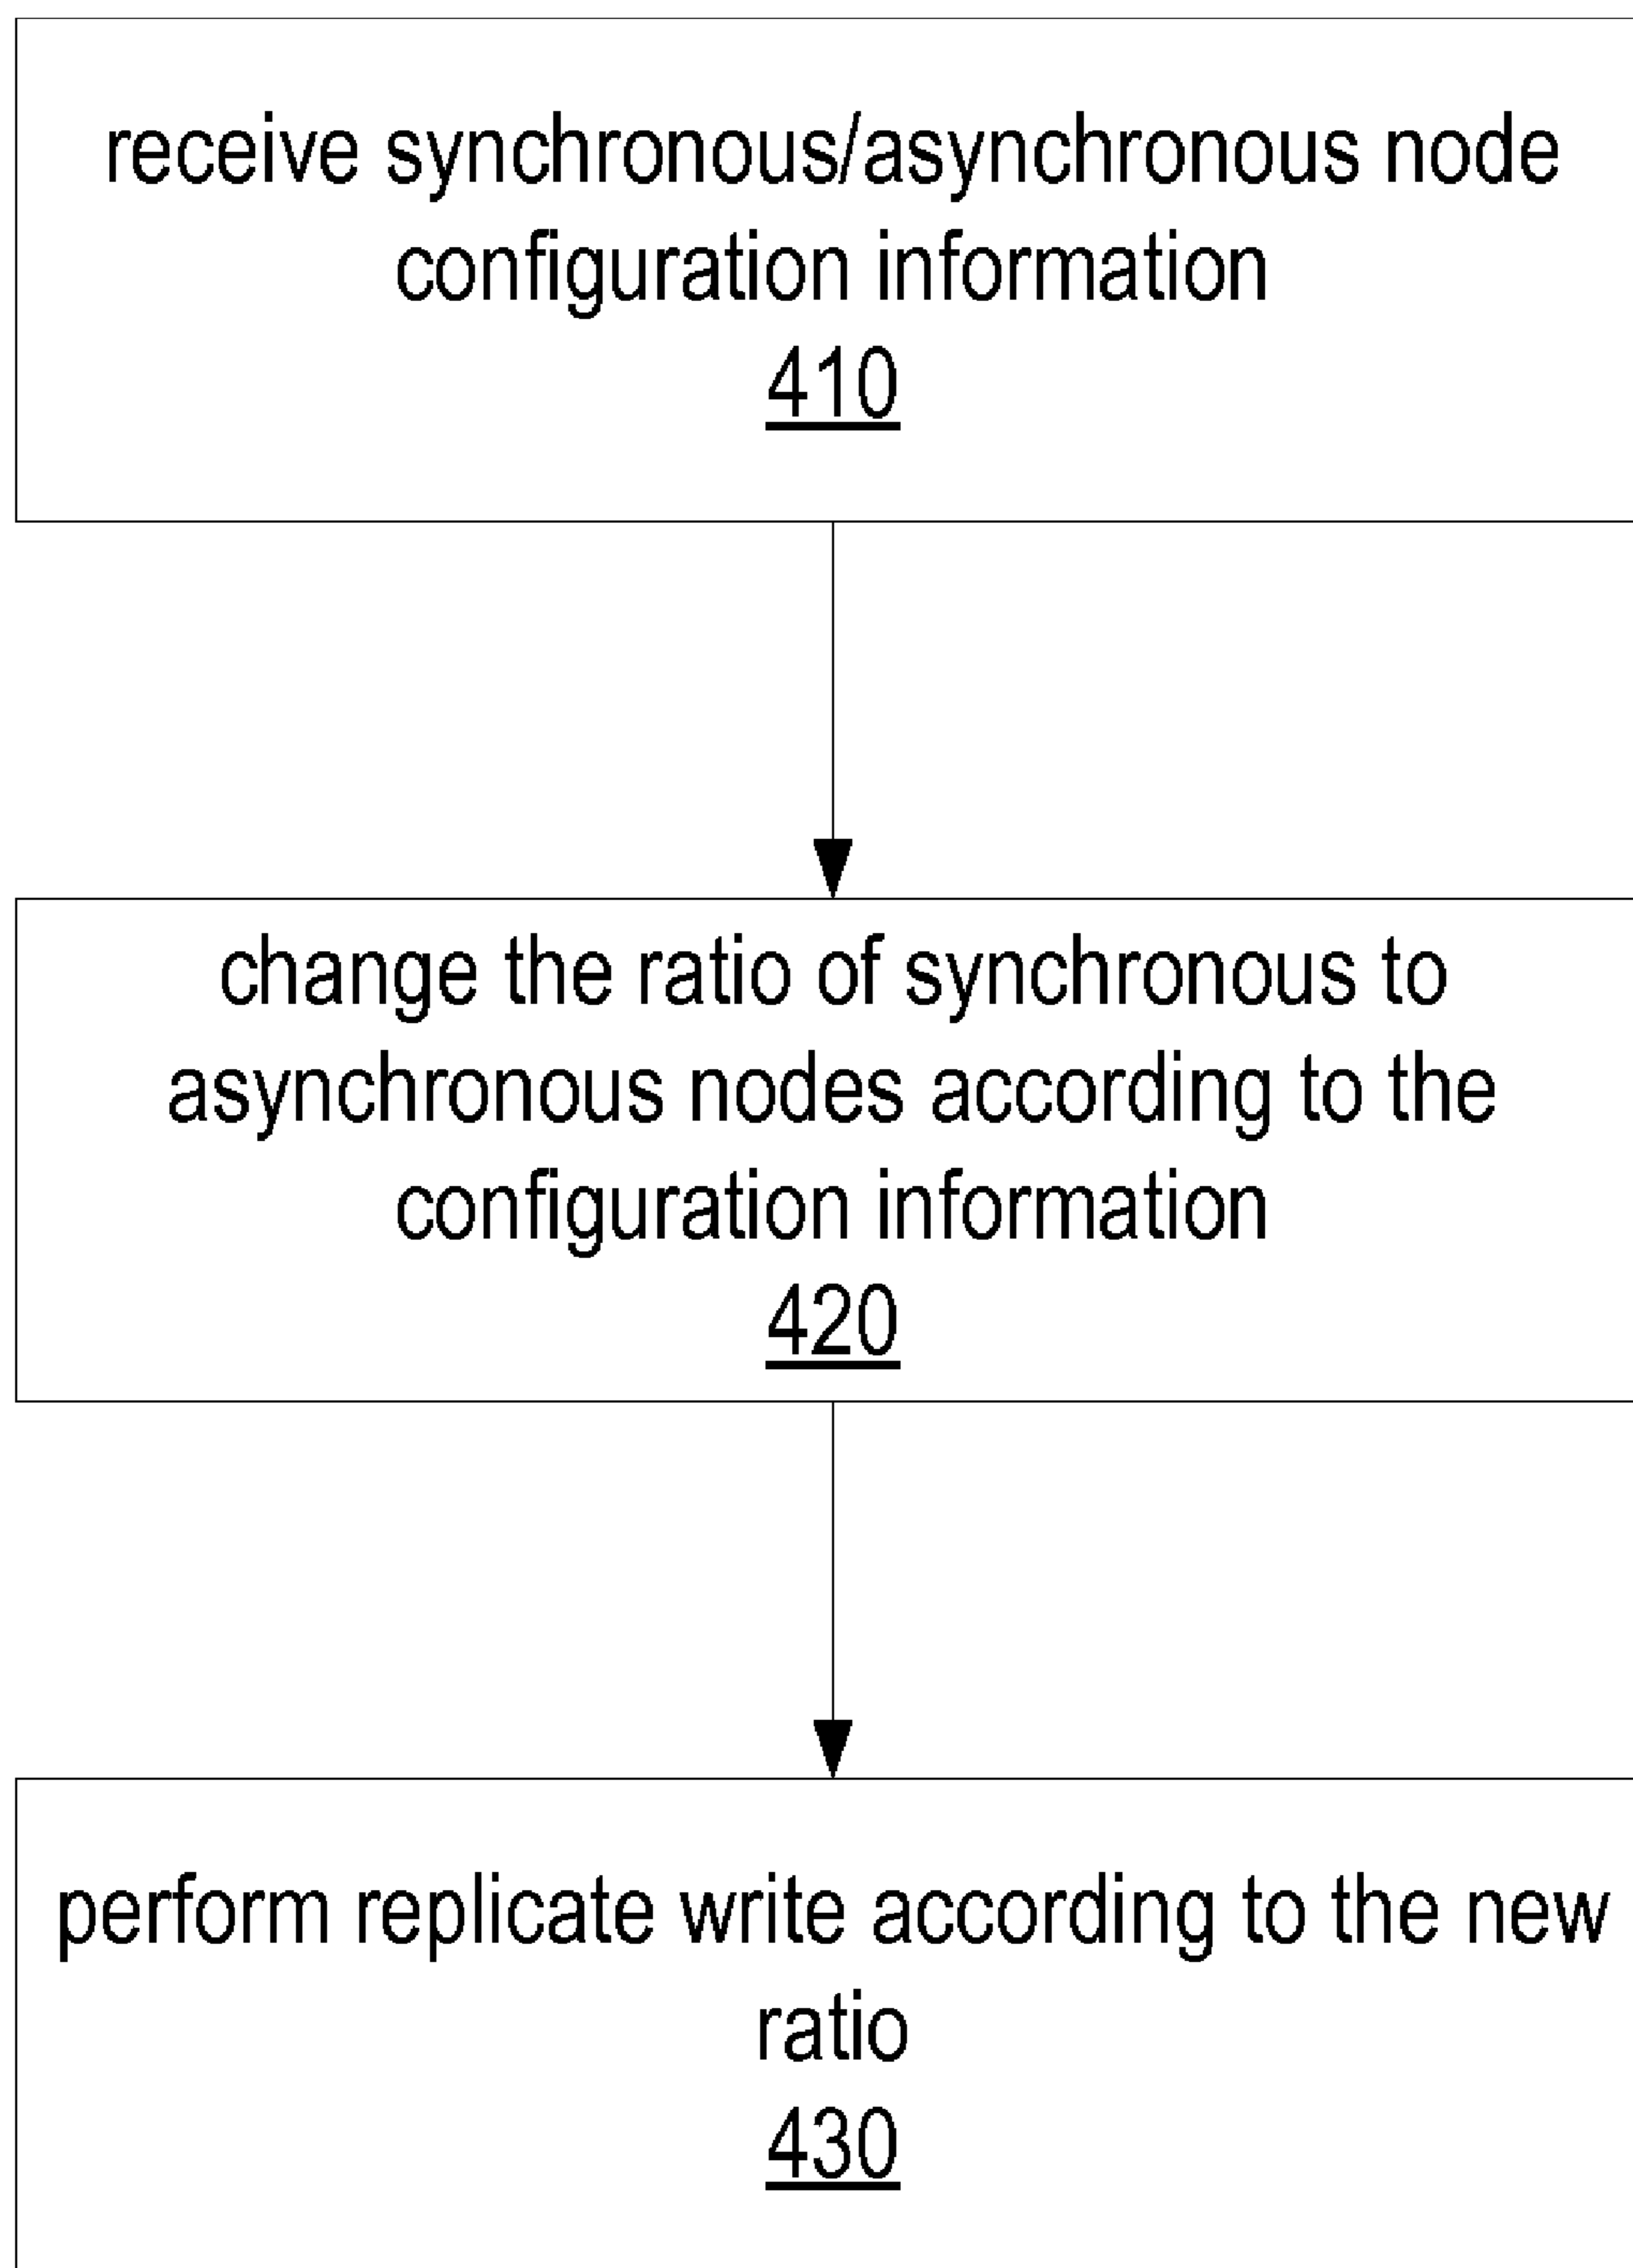 receive synchronous/asynchronous node
configuration information
410
change the ratio of synchronous to
asynchronous nodes according to the
configuration information
420
perform replicate write according to the new
ratio
430